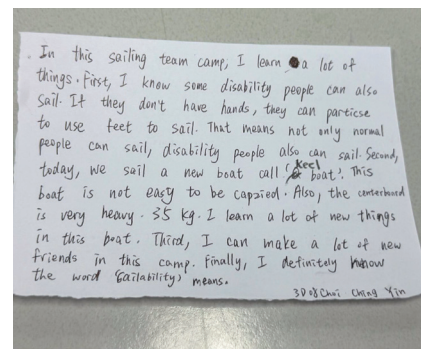 In this sailing team camp, I learn a lot of
things. First, I know some disability people can also
sail. If they don't have hands, they can particse
to use feet to sail. That means not only normal
people can sail, disability people also can sail. Second,
today, we sail a new boat call 'Keel boat'. This
boat is not easy to be capzied. Also, the centerboard
is very heavy. 35 kg. I learn a lot of new things
in this boat. Third, I can make a lot of new
friends in this camp. Finally, I definitely know
the word 'Sailability' means.
3D 08 Choi Ching Yin